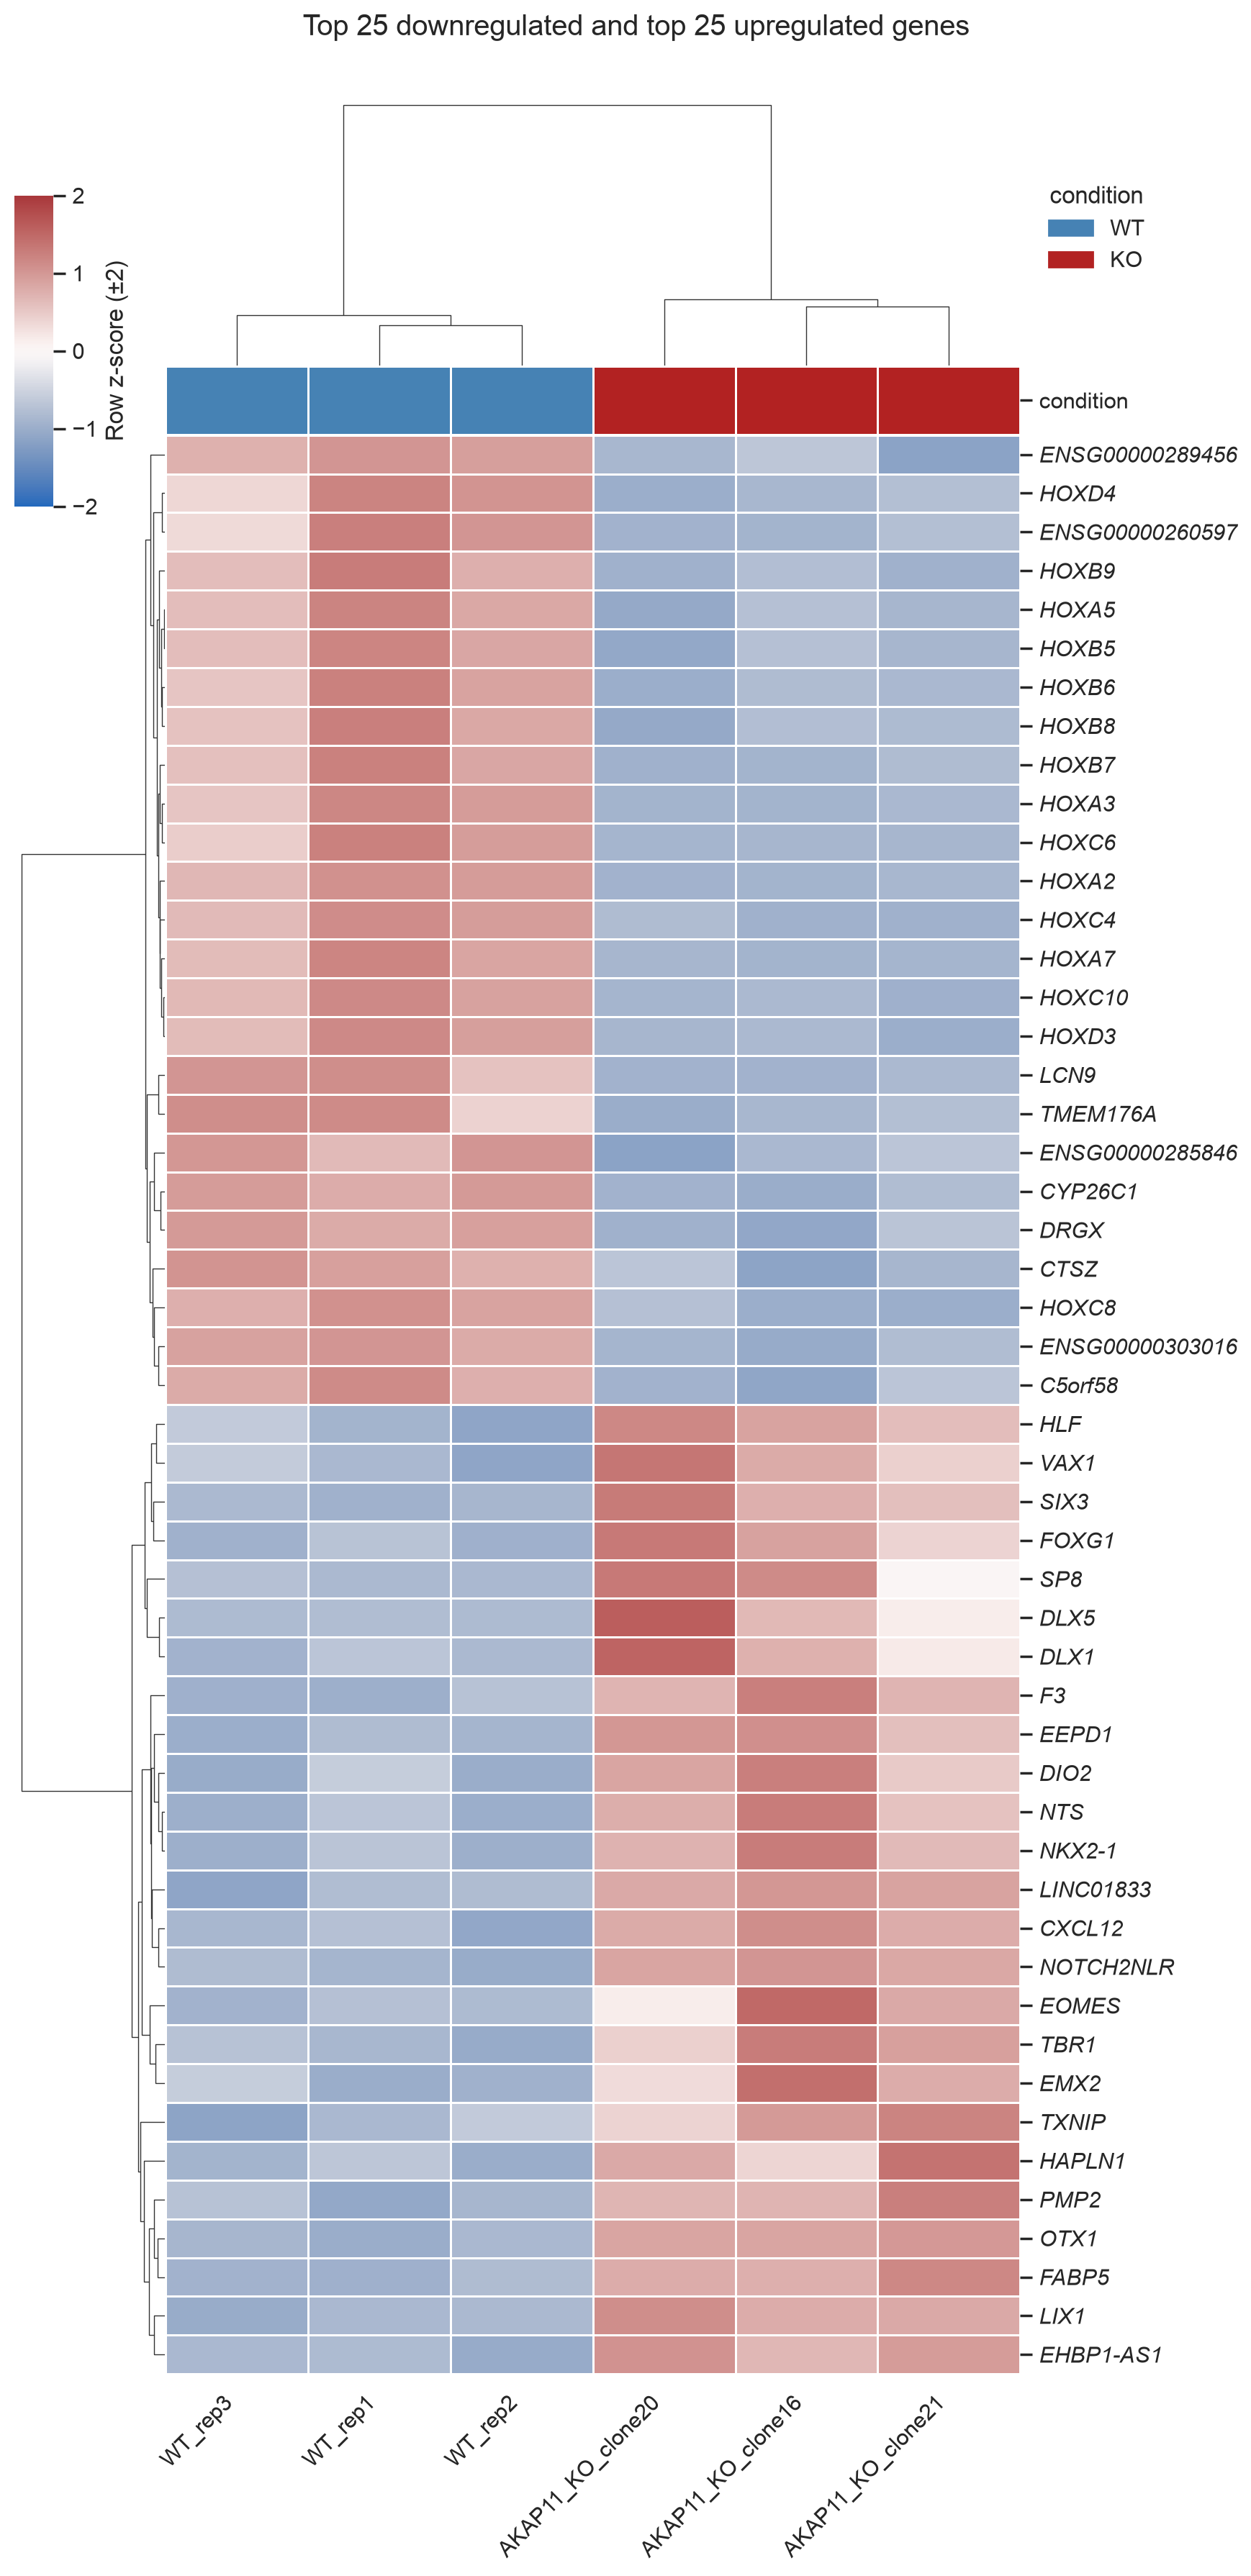 Top 25 downregulated and top 25 upregulated genes
2
1
0
−1
−2
Row z-score (±2)
condition
WT
KO
condition
ENSG00000289456
HOXD4
ENSG00000260597
HOXB9
HOXA5
HOXB5
HOXB6
HOXB8
HOXB7
HOXA3
HOXC6
HOXA2
HOXC4
HOXA7
HOXC10
HOXD3
LCN9
TMEM176A
ENSG00000285846
CYP26C1
DRGX
CTSZ
HOXC8
ENSG00000303016
C5orf58
HLF
VAX1
SIX3
FOXG1
SP8
DLX5
DLX1
F3
EEPD1
DIO2
NTS
NKX2-1
LINC01833
CXCL12
NOTCH2NLR
EOMES
TBR1
EMX2
TXNIP
HAPLN1
PMP2
OTX1
FABP5
LIX1
EHBP1-AS1
WT_rep3
WT_rep1
WT_rep2
AKAP11_KO_clone20
AKAP11_KO_clone16
AKAP11_KO_clone21